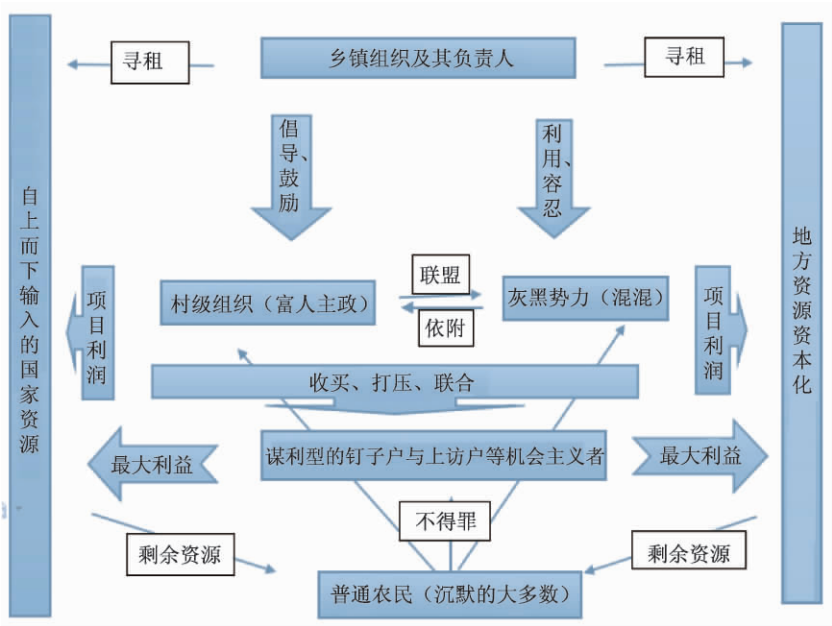 寻租
乡镇组织及其负责人
寻租
倡导、鼓励
利用、容忍
自上而下输入的国家资源
地方资源资本化
项目利润
村级组织（富人主政）
联盟
依附
灰黑势力（混混）
项目利润
收买、打压、联合
最大利益
谋利型的钉子户与上访户等机会主义者
最大利益
不得罪
剩余资源
剩余资源
普通农民（沉默的大多数）